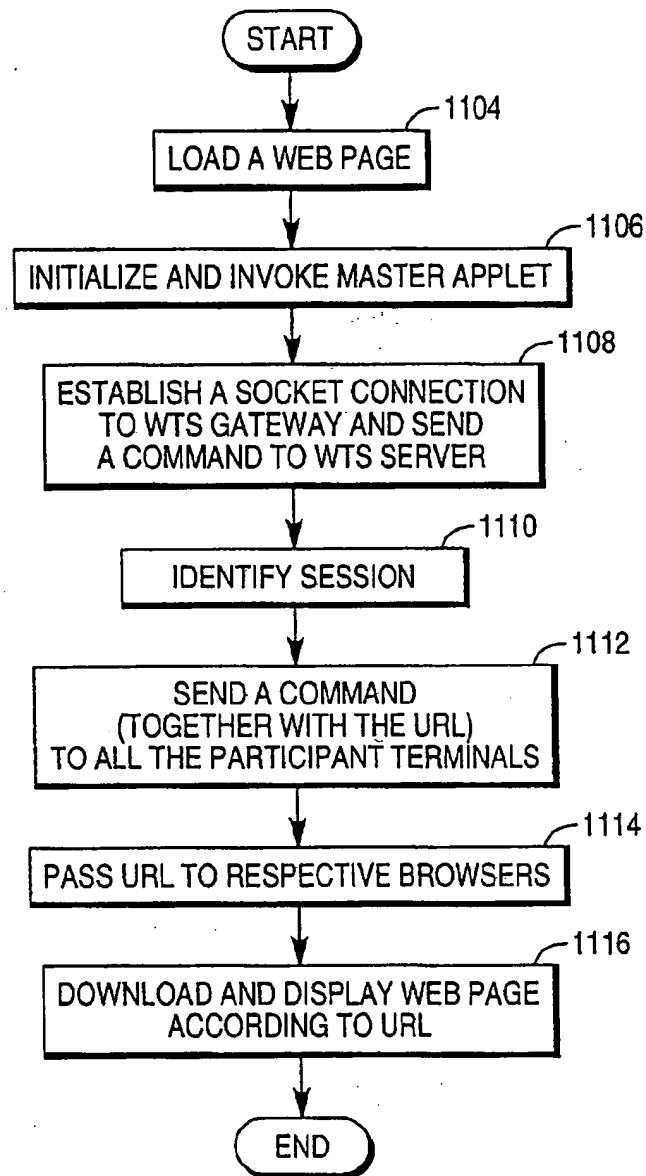 START
1104
LOAD A WEB PAGE
1106
INITIALIZE AND INVOKE MASTER APPLET
1108
ESTABLISH A SOCKET CONNECTION
TO WTS GATEWAY AND SEND
A COMMAND TO WTS SERVER
1110
IDENTIFY SESSION
1112
SEND A COMMAND
(TOGETHER WITH THE URL)
TO ALL THE PARTICIPANT TERMINALS
1114
PASS URL TO RESPECTIVE BROWSERS
1116
DOWNLOAD AND DISPLAY WEB PAGE
ACCORDING TO URL
END